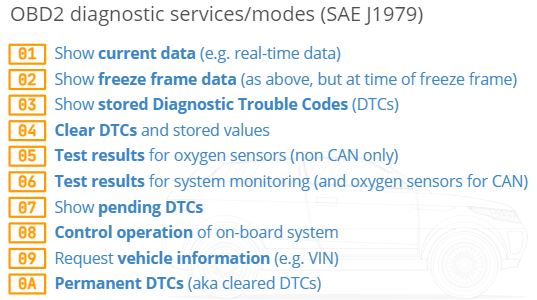 OBD2 diagnostic services/modes (SAE J1979)
01 Show current data (e.g. real-time data)
02 Show freeze frame data (as above, but at time of freeze frame)
03 Show stored Diagnostic Trouble Codes (DTCs)
04 Clear DTCs and stored values
05 Test results for oxygen sensors (non CAN only)
06 Test results for system monitoring (and oxygen sensors for CAN)
07 Show pending DTCs
08 Control operation of on-board system
09 Request vehicle information (e.g. VIN)
0A Permanent DTCs (aka cleared DTCs)